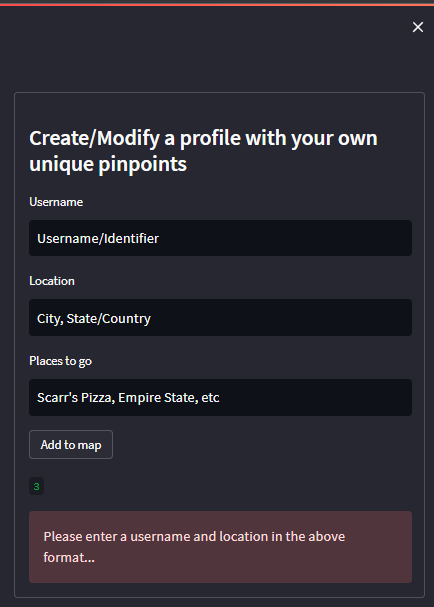 Create/Modify a profile with your own
unique pinpoints
Username
Username/Identifier
Location
City, State/Country
Places to go
Scarr's Pizza, Empire State, etc
Add to map
3
Please enter a username and location in the above
format...